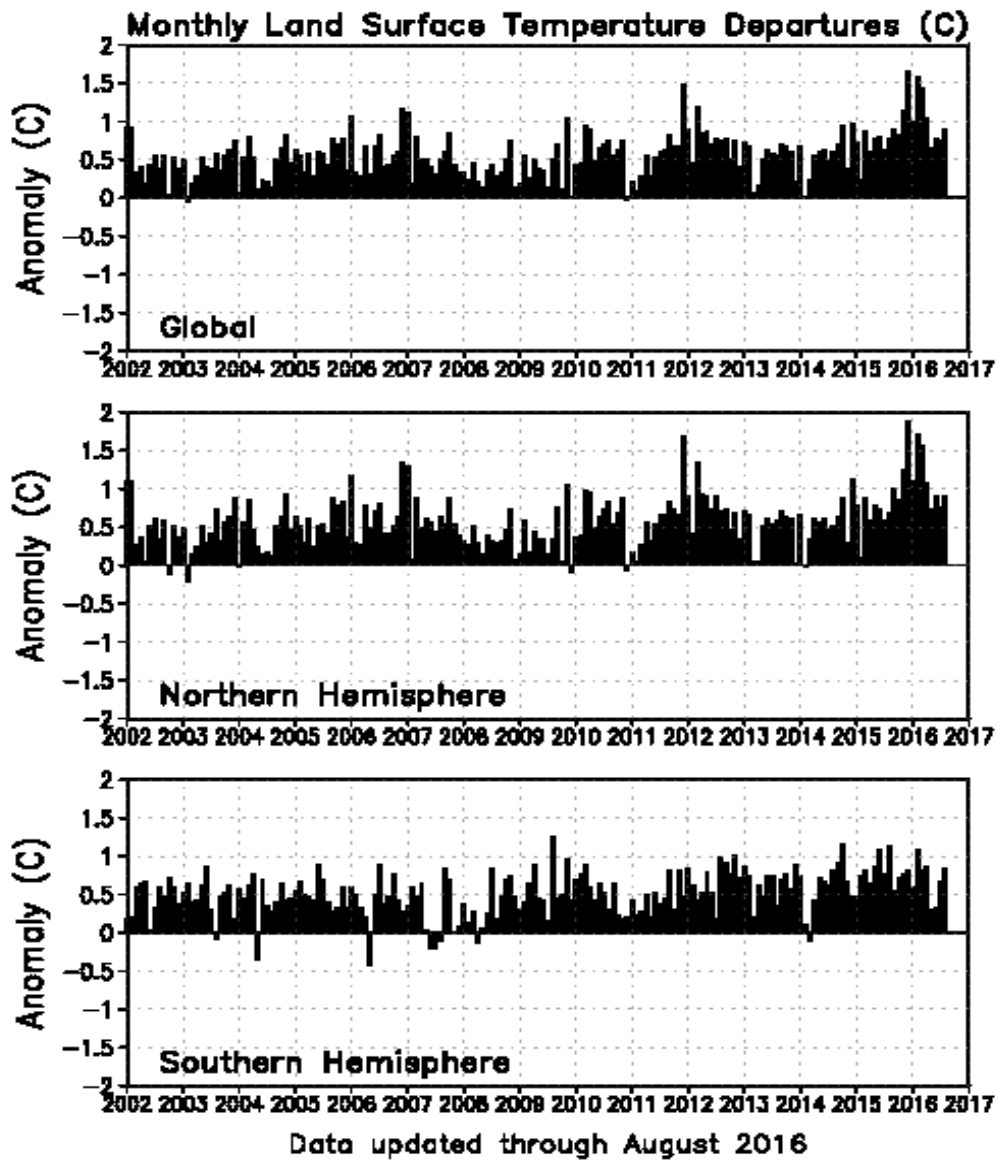 Monthly Land Surface Temperature Departures (C)
Anomaly (C)
2
1.5
1
0.5
0
−0.5
−1
−1.5
−2
Global
2002 2003 2004 2005 2006 2007 2008 2009 2010 2011 2012 2013 2014 2015 2016 2017
Anomaly (C)
2
1.5
1
0.5
0
−0.5
−1
−1.5
−2
Northern Hemisphere
2002 2003 2004 2005 2006 2007 2008 2009 2010 2011 2012 2013 2014 2015 2016 2017
Anomaly (C)
2
1.5
1
0.5
0
−0.5
−1
−1.5
−2
Southern Hemisphere
2002 2003 2004 2005 2006 2007 2008 2009 2010 2011 2012 2013 2014 2015 2016 2017
Data updated through August 2016